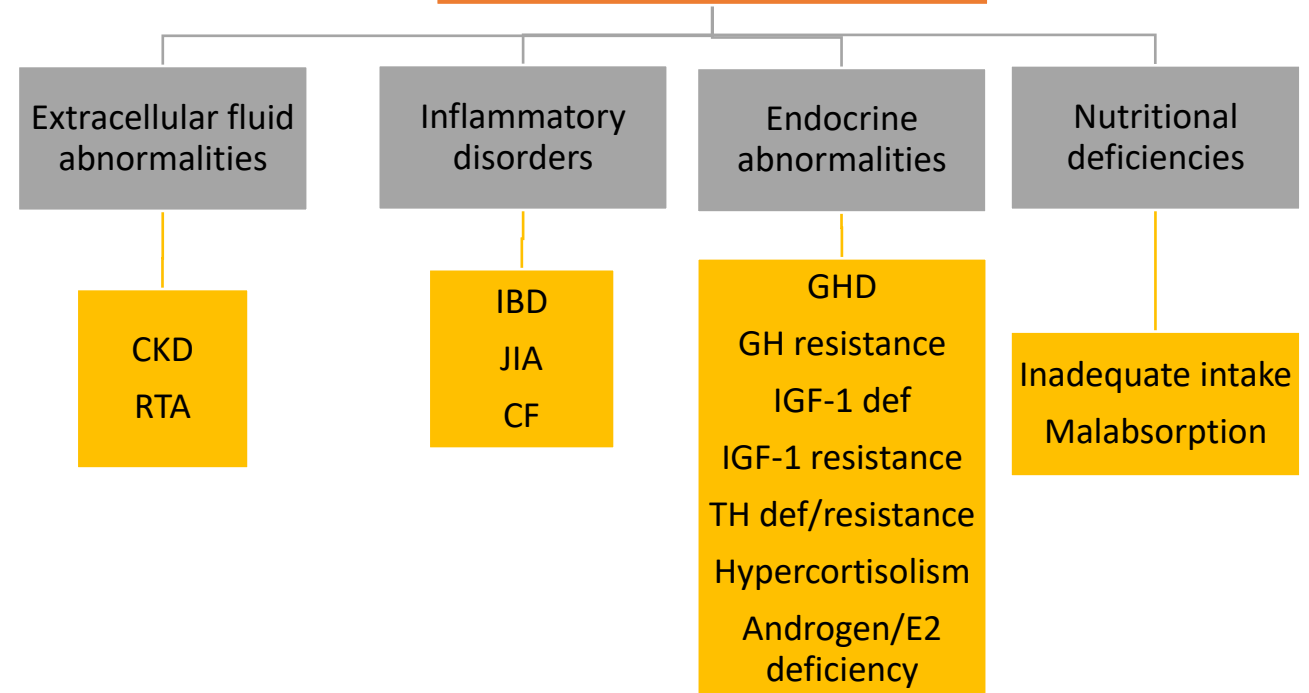 Extracellular fluid
abnormalities
Inflammatory
disorders
Endocrine
abnormalities
Nutritional
deficiencies
CKD
RTA
IBD
JIA
CF
GHD
GH resistance
IGF-1 def
IGF-1 resistance
TH def/resistance
Hypercortisolism
Androgen/E2
deficiency
Inadequate intake
Malabsorption